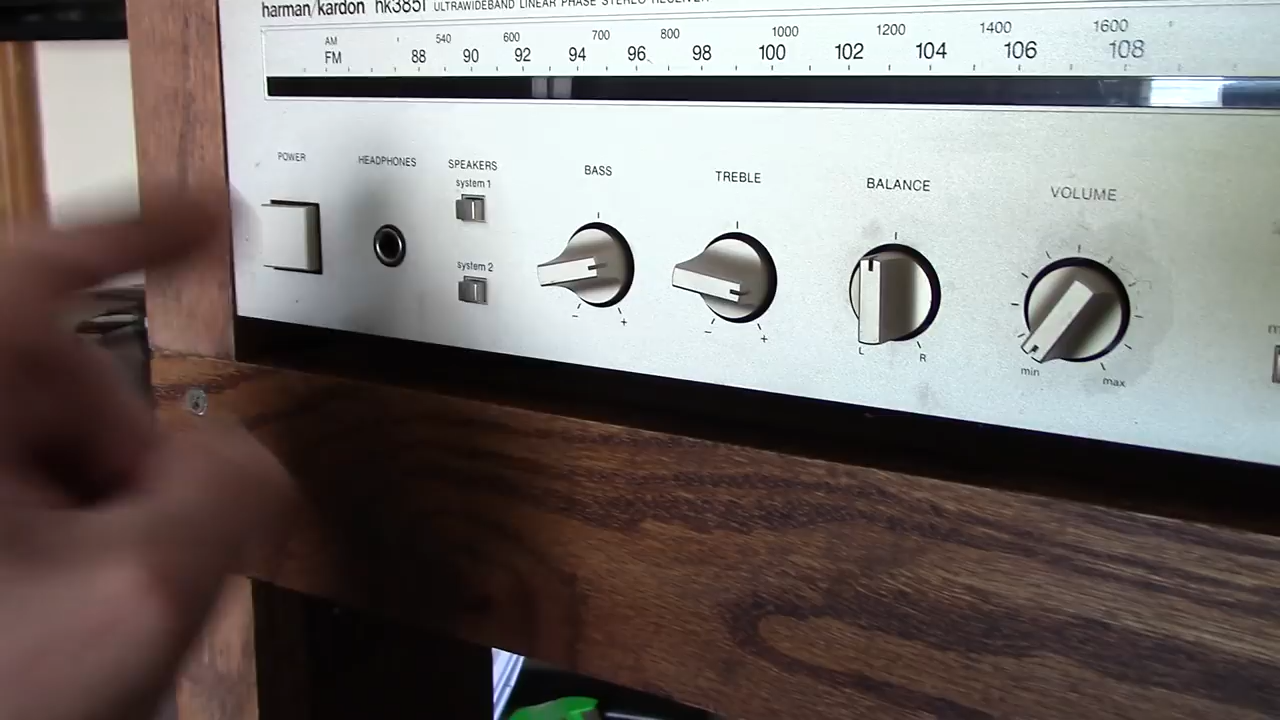 harman/kardon hk385i ULTRAWIDEBAND LINEAR PHASE STEREO RECEIVER
AM 540 600 700 800 1000 1200 1400 1600
FM 88 90 92 94 96 98 100 102 104 106 108
POWER HEADPHONES SPEAKERS BASS TREBLE BALANCE VOLUME
system 1
system 2
- + - + L R min max